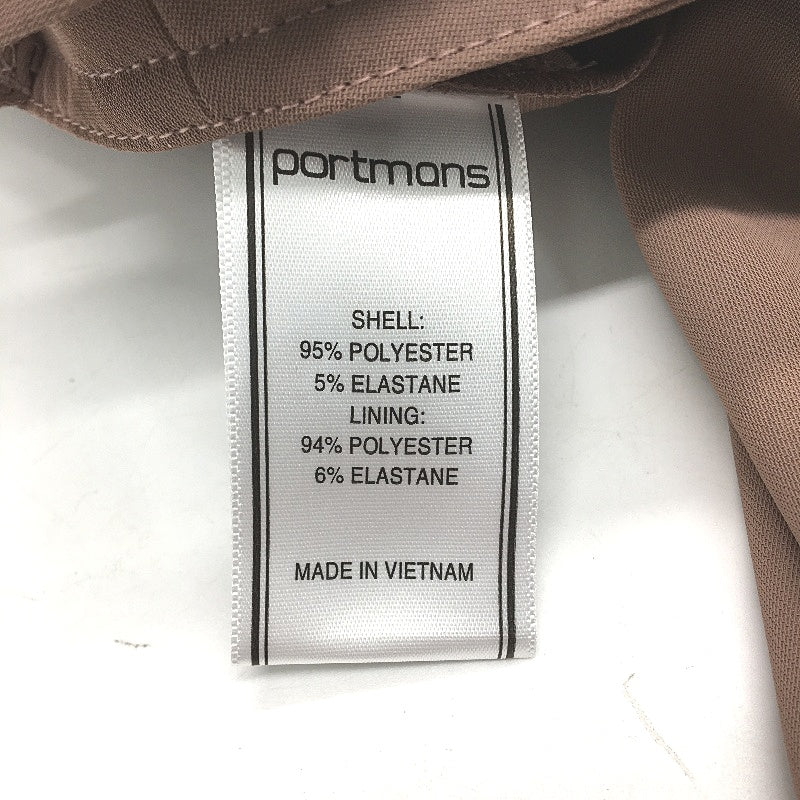 portmans
SHELL:
95% POLYESTER
5% ELASTANE
LINING:
94% POLYESTER
6% ELASTANE
MADE IN VIETNAM